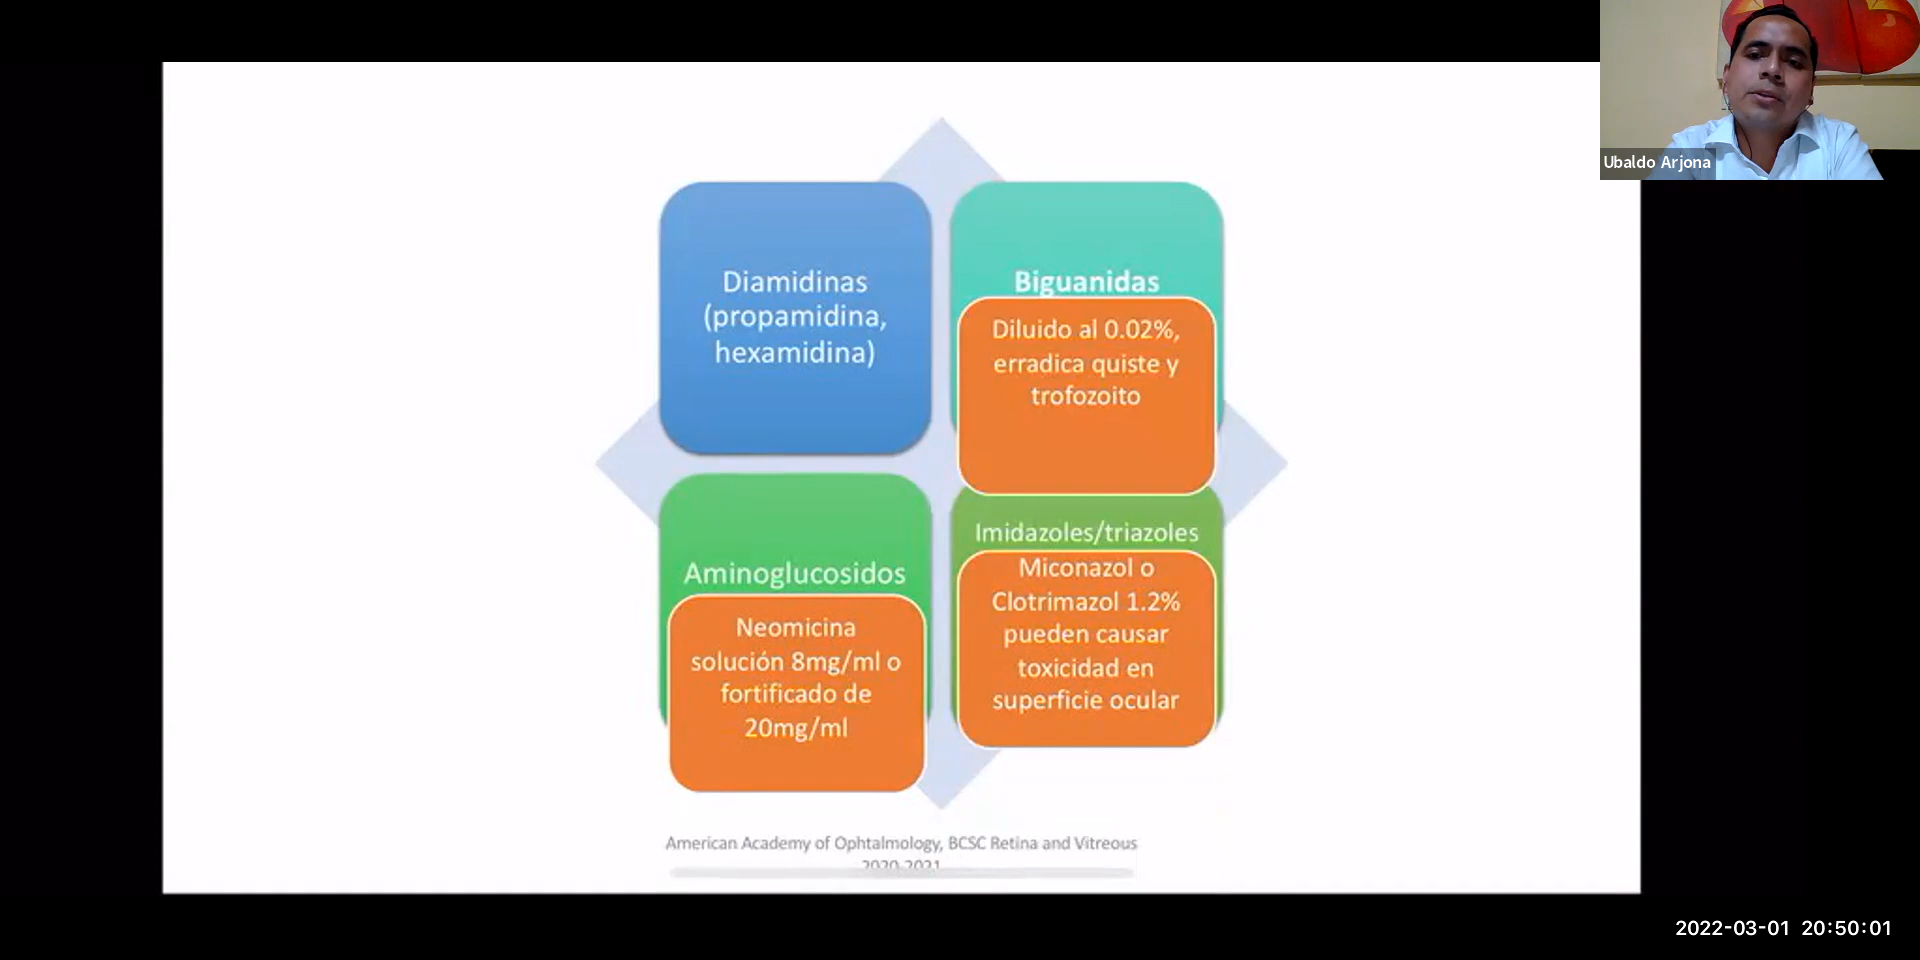 Ubaldo Arjona
Diamidinas
(propamidina,
hexamidina)
Biguanidas
Diluido al 0.02%,
erradica quiste y
trofozoito
Aminoglucosidos
Neomicina
solución 8mg/ml o
fortificado de
20mg/ml
Imidazoles/triazoles
Miconazol o
Clotrimazol 1.2%
pueden causar
toxicidad en
superficie ocular
American Academy of Ophtalmology, BCSC Retina and Vitreous
2020-2021
2022-03-01 20:50:01